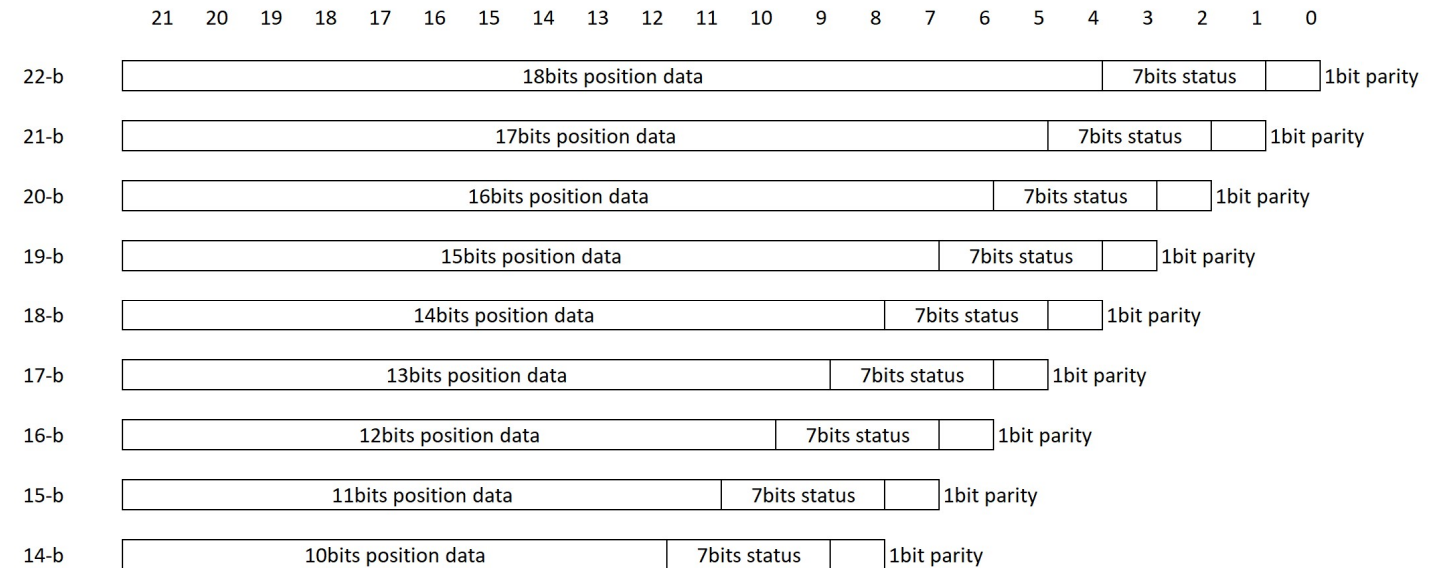 21 20 19 18 17 16 15 14 13 12 11 10 9 8 7 6 5 4 3 2 1 0
22-b 18bits position data 7bits status 1bit parity
21-b 17bits position data 7bits status 1bit parity
20-b 16bits position data 7bits status 1bit parity
19-b 15bits position data 7bits status 1bit parity
18-b 14bits position data 7bits status 1bit parity
17-b 13bits position data 7bits status 1bit parity
16-b 12bits position data 7bits status 1bit parity
15-b 11bits position data 7bits status 1bit parity
14-b 10bits position data 7bits status 1bit parity